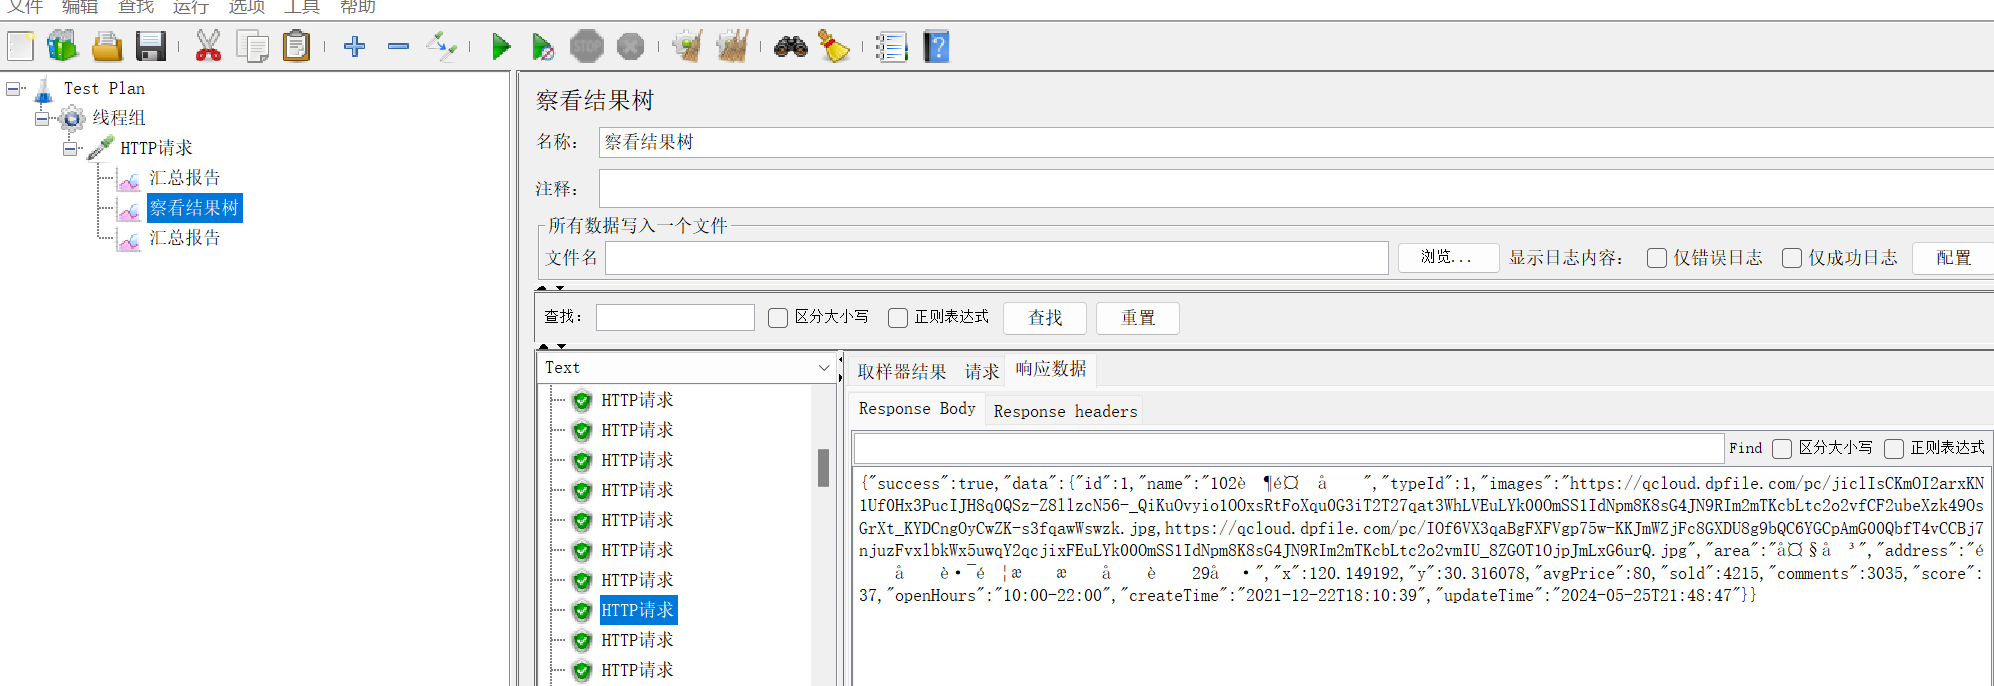 文件 编辑 查找 运行 选项 工具 帮助
STOP
Test Plan
线程组
HTTP请求
汇总报告
察看结果树
汇总报告
察看结果树
名称: 察看结果树
注释:
所有数据写入一个文件
文件名 浏览... 显示日志内容: 仅错误日志 仅成功日志 配置
查找: 区分大小写 正则表达式 查找 重置
Text
HTTP请求
HTTP请求
HTTP请求
HTTP请求
HTTP请求
HTTP请求
HTTP请求
HTTP请求
HTTP请求
HTTP请求
取样器结果 请求 响应数据
Response Body Response headers
Find 区分大小写 正则表达式
{"success":true,"data":{"id":1,"name":"102è ¶é¤ å ","typeId":1,"images":"https://qcloud.dpfile.com/pc/jiclIsCKmOI2arxKN
1Uf0Hx3PucIJH8q0QSz-Z8llzcN56-_QiKuOvyio1OOxsRtFoXqu0G3iT2T27qat3WhLVEuLYk00OmSS1IdNpm8K8sG4JN9RIm2mTKcbLtc2o2vfCF2ubeXzk49Os
GrXt_KYDCngOyCwZK-s3fqawWswzk.jpg,https://qcloud.dpfile.com/pc/IOf6VX3qaBgFXFVgp75w-KKJmWZjFc8GXDU8g9bQC6YGCpAmG00QbfT4vCCBj7
njuzFvxlbkWx5uwqY2qcjixFEuLYk00OmSS1IdNpm8K8sG4JN9RIm2mTKcbLtc2o2vmIU_8ZGOT1OjpJmLxG6urQ.jpg","area":"å¤§å ³","address":"é
å è·¯é ¦æ æ å è 29å ·","x":120.149192,"y":30.316078,"avgPrice":80,"sold":4215,"comments":3035,"score":
37,"openHours":"10:00-22:00","createTime":"2021-12-22T18:10:39","updateTime":"2024-05-25T21:48:47"}}